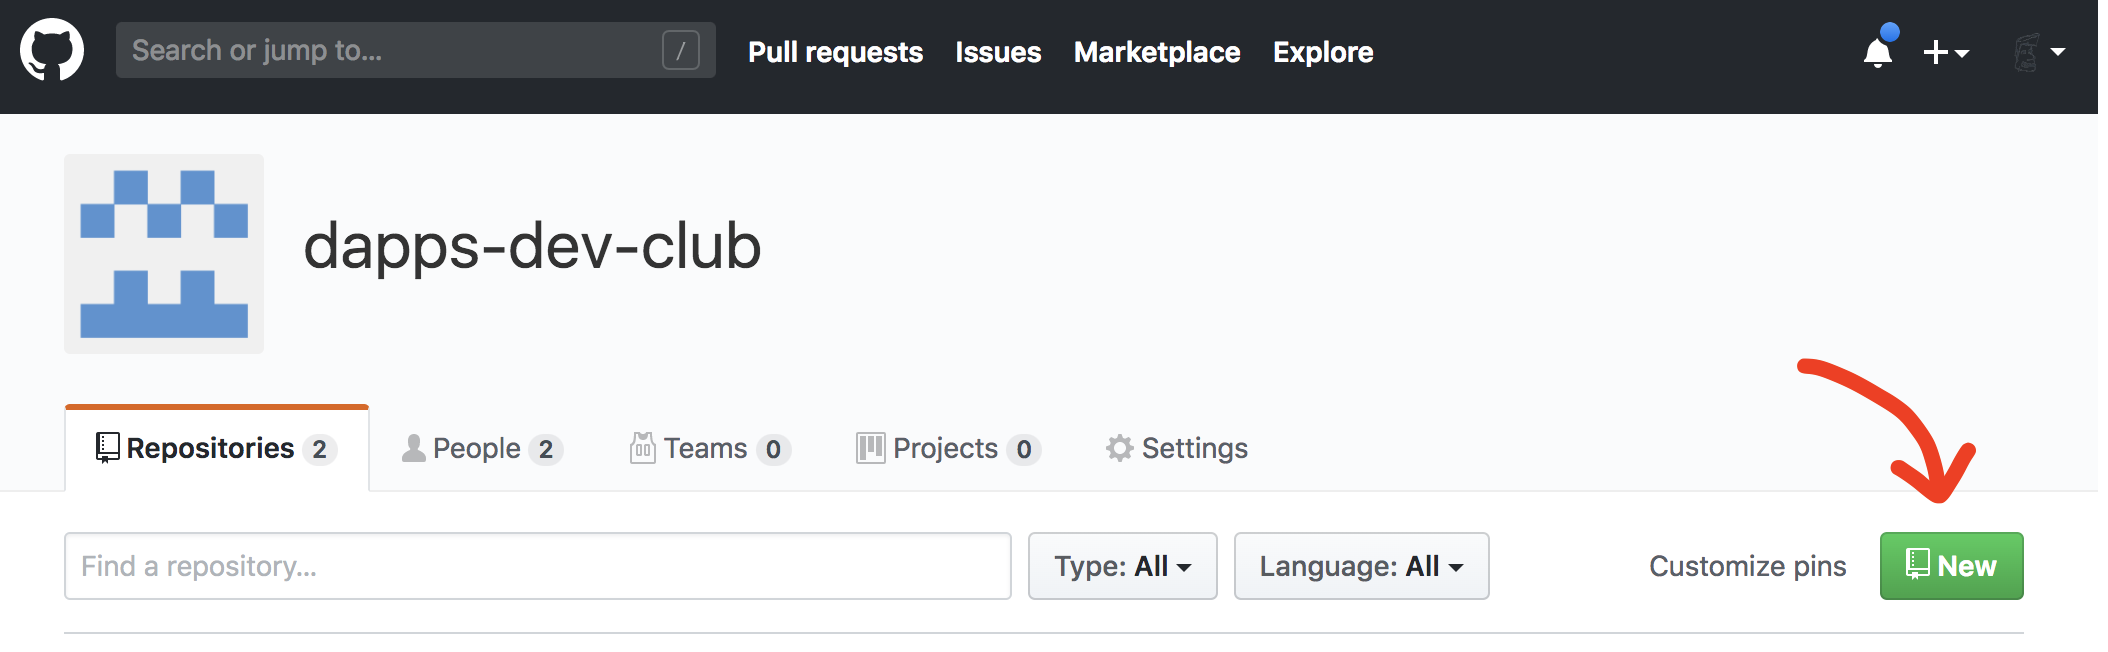 Search or jump to... / Pull requests Issues Marketplace Explore
dapps-dev-club
Repositories 2 People 2 Teams 0 Projects 0 Settings
Find a repository... Type: All Language: All Customize pins New